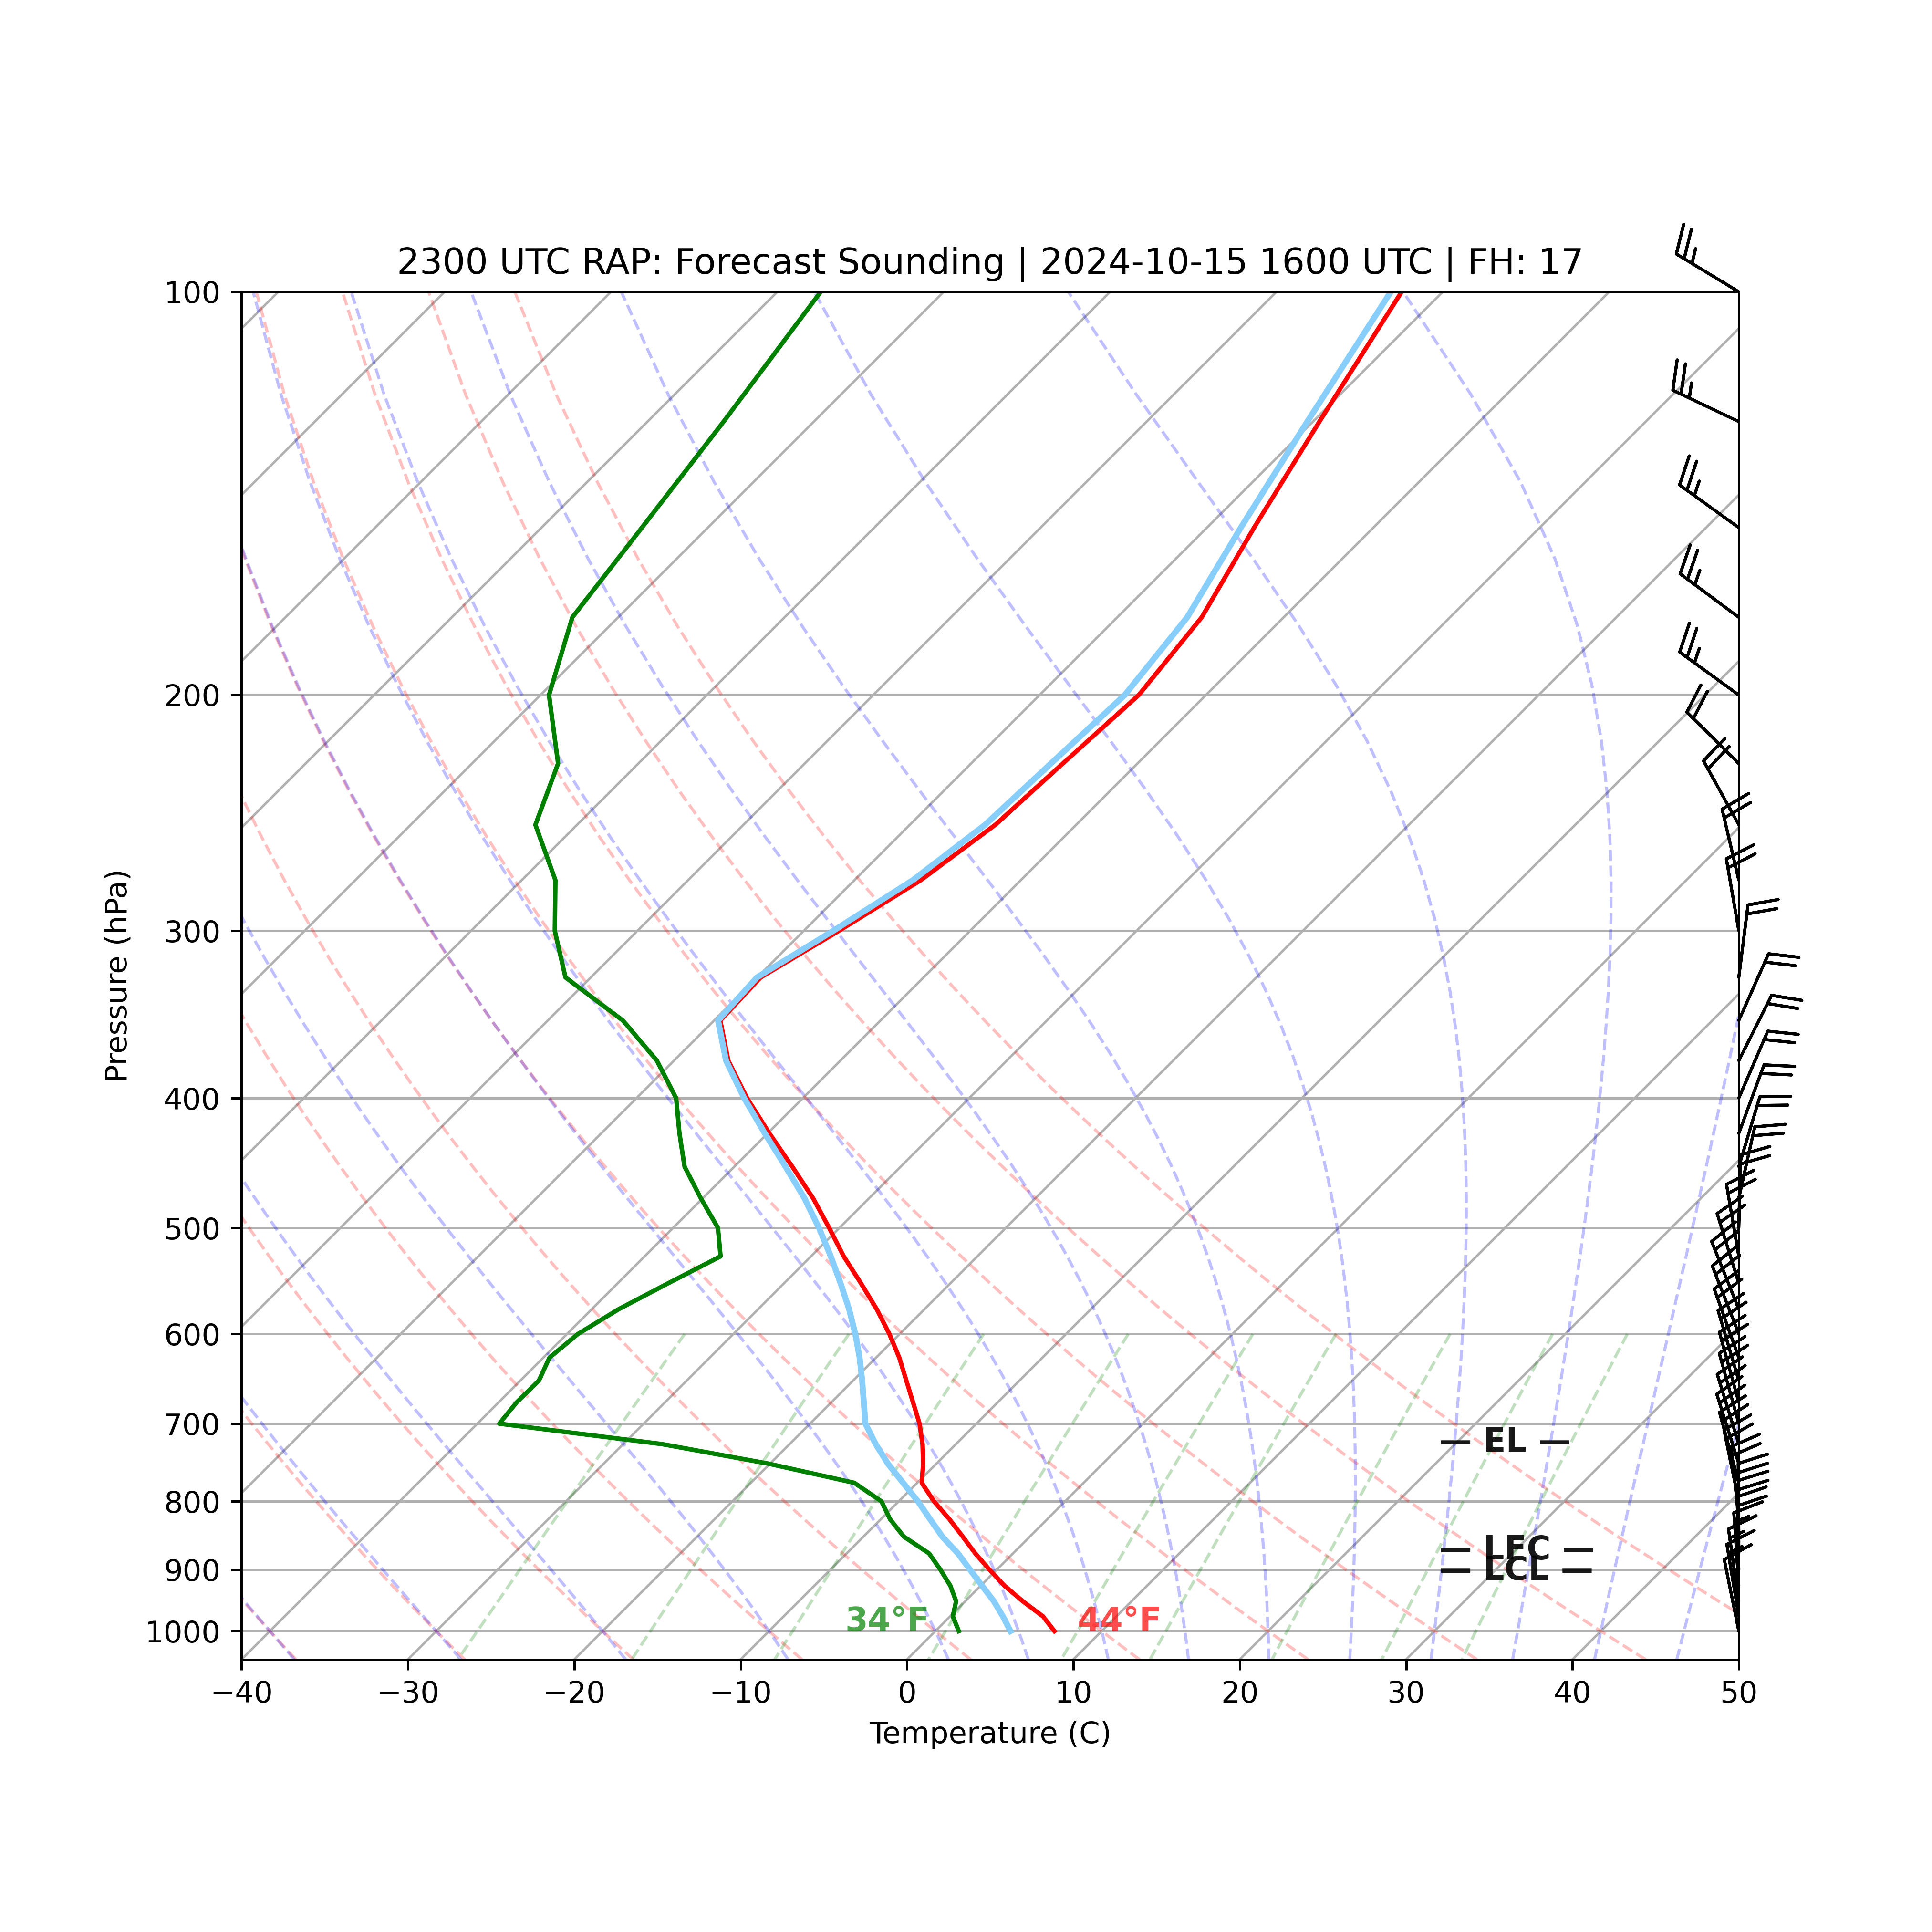 2300 UTC RAP: Forecast Sounding | 2024-10-15 1600 UTC | FH: 17
100
200
300
400
500
600
700
800
900
1000
Pressure (hPa)
— EL —
— LFC —
— LCL —
34°F
44°F
−40 −30 −20 −10 0 10 20 30 40 50
Temperature (C)